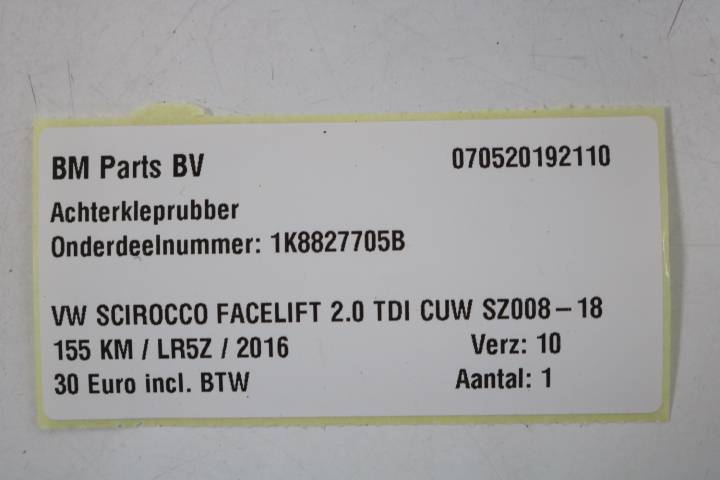 BM Parts BV 070520192110
Achterkleprubber
Onderdeelnummer: 1K8827705B
VW SCIROCCO FACELIFT 2.0 TDI CUW SZ008-18
155 KM / LR5Z / 2016 Verz: 10
30 Euro incl. BTW Aantal: 1